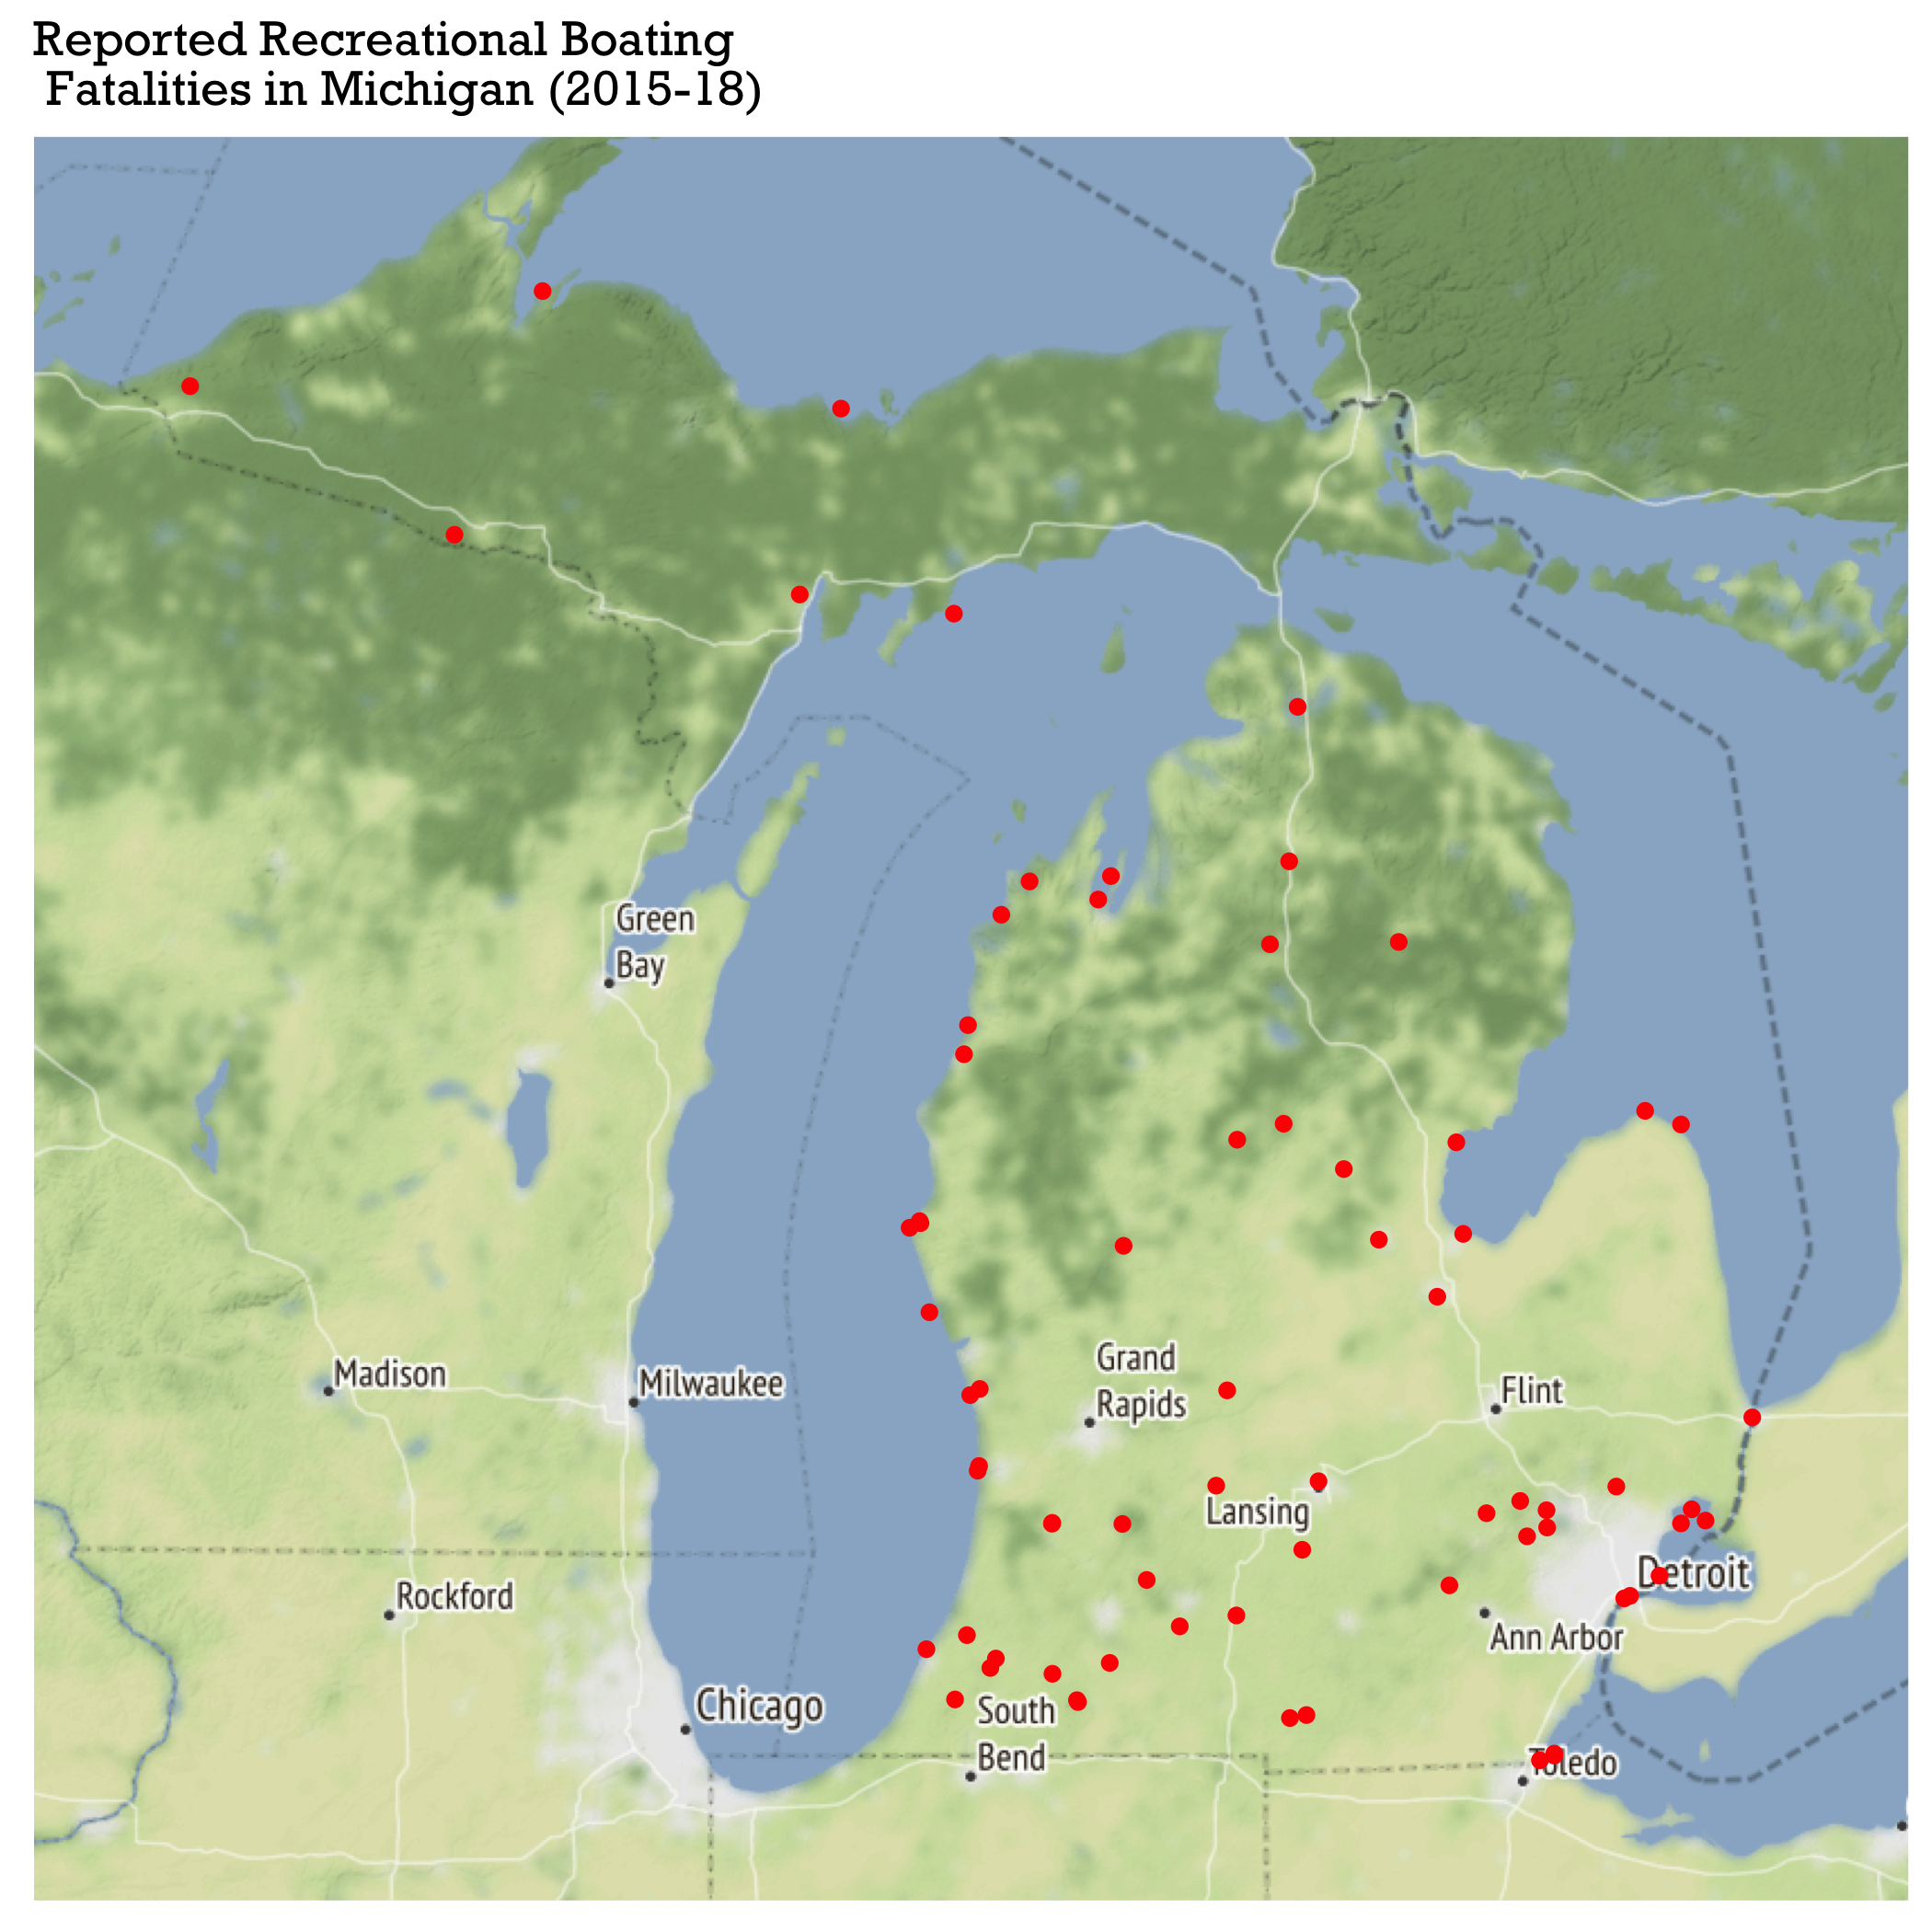 Reported Recreational Boating
Fatalities in Michigan (2015-18)
Green
Bay
Madison
Milwaukee
Grand
Rapids
Flint
Lansing
Rockford
Detroit
Ann Arbor
Chicago
South
Bend
Toledo